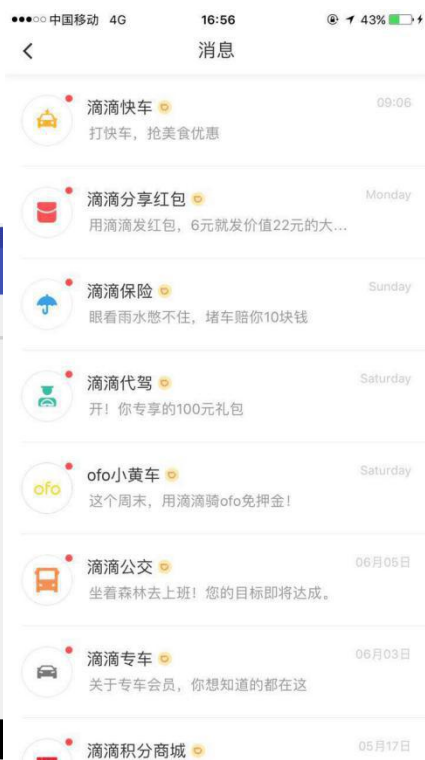 中国移动 4G 16:56 43%
消息
滴滴快车 09:06
打快车，抢美食优惠
滴滴分享红包 Monday
用滴滴发红包，6元就发价值22元的大...
滴滴保险 Sunday
眼看雨水憋不住，堵车赔你10块钱
滴滴代驾 Saturday
开！你专享的100元礼包
ofo
ofo小黄车 Saturday
这个周末，用滴滴骑ofo免押金！
滴滴公交 06月05日
坐着森林去上班！您的目标即将达成。
滴滴专车 06月03日
关于专车会员，你想知道的都在这
滴滴积分商城 05月17日